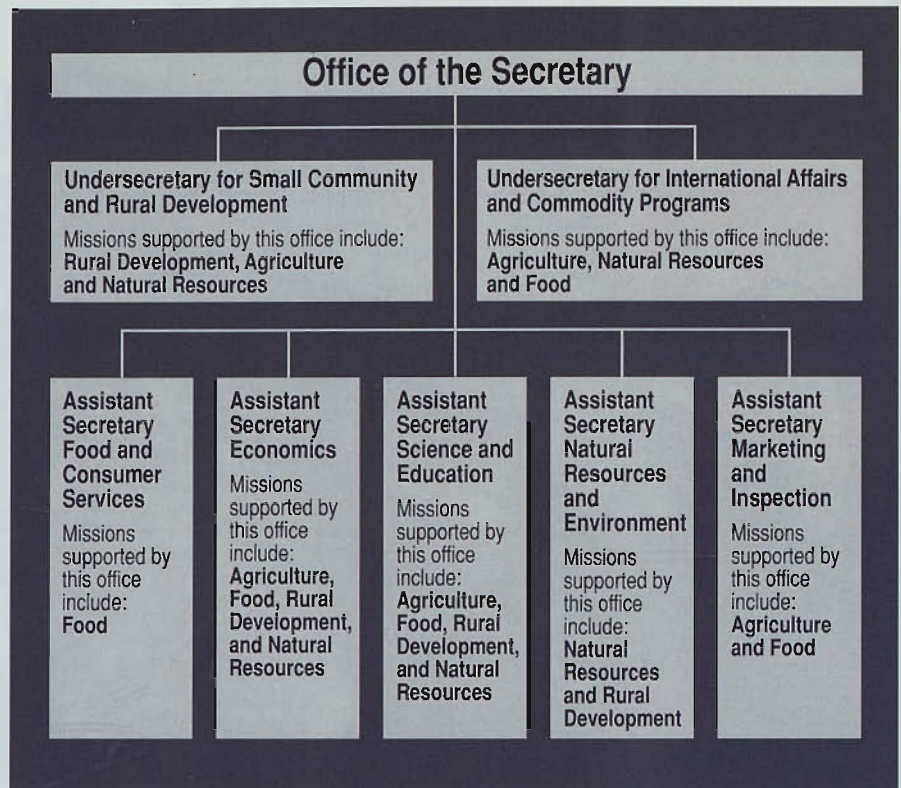 Office of the Secretary
Undersecretary for Small Community
and Rural Development
Missions supported by this office include:
Rural Development, Agriculture
and Natural Resources
Undersecretary for International Affairs
and Commodity Programs
Missions supported by this office include:
Agriculture, Natural Resources
and Food
Assistant
Secretary
Food and
Consumer
Services
Missions
supported by
this office
include:
Food
Assistant
Secretary
Economics
Missions
supported by
this office
include:
Agriculture,
Food, Rural
Development,
and Natural
Resources
Assistant
Secretary
Science and
Education
Missions
supported by
this office
include:
Agriculture,
Food, Rural
Development,
and Natural
Resources
Assistant
Secretary
Natural
Resources
and
Environment
Missions
supported by
this office
include:
Natural
Resources
and Rural
Development
Assistant
Secretary
Marketing
and
Inspection
Missions
supported by
this office
include:
Agriculture
and Food